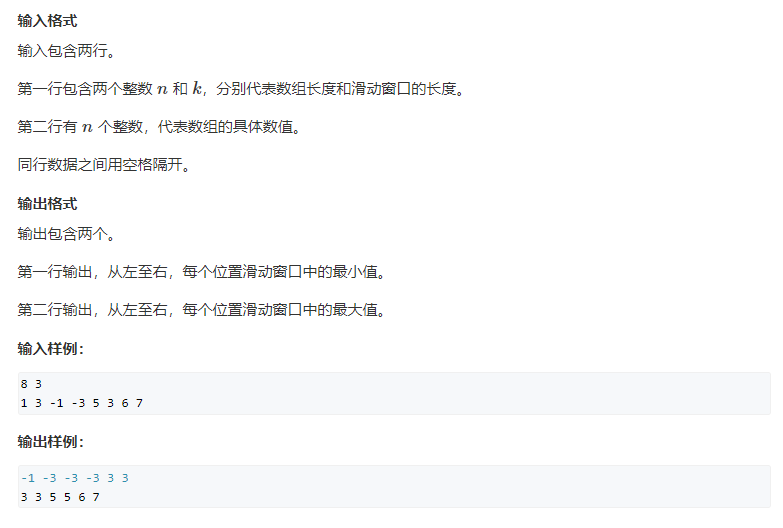 输入格式
输入包含两行。
第一行包含两个整数 n 和 k，分别代表数组长度和滑动窗口的长度。
第二行有 n 个整数，代表数组的具体数值。
同行数据之间用空格隔开。
输出格式
输出包含两个。
第一行输出，从左至右，每个位置滑动窗口中的最小值。
第二行输出，从左至右，每个位置滑动窗口中的最大值。
输入样例：
8 3
1 3 -1 -3 5 3 6 7
输出样例：
-1 -3 -3 -3 3 3
3 3 5 5 6 7